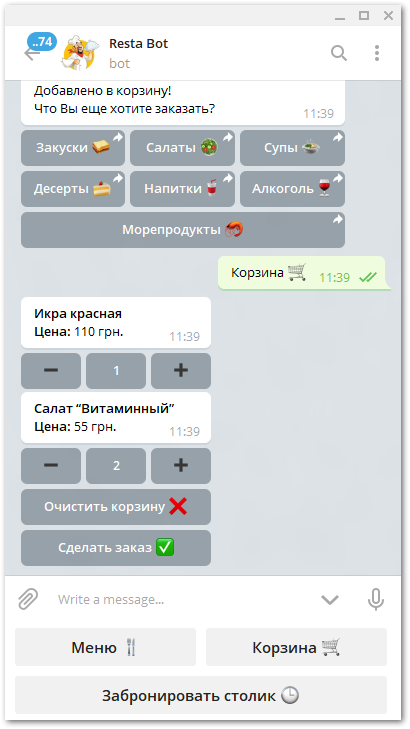 ..74
Resta Bot
bot
Добавлено в корзину!
Что Вы еще хотите заказать?
11:39
Закуски
Салаты
Супы
Десерты
Напитки
Алкоголь
Морепродукты
Корзина
11:39
Икра красная
Цена: 110 грн.
11:39
1
Салат “Витаминный”
Цена: 55 грн.
11:39
2
Очистить корзину
Сделать заказ
Write a message...
Меню
Корзина
Забронировать столик